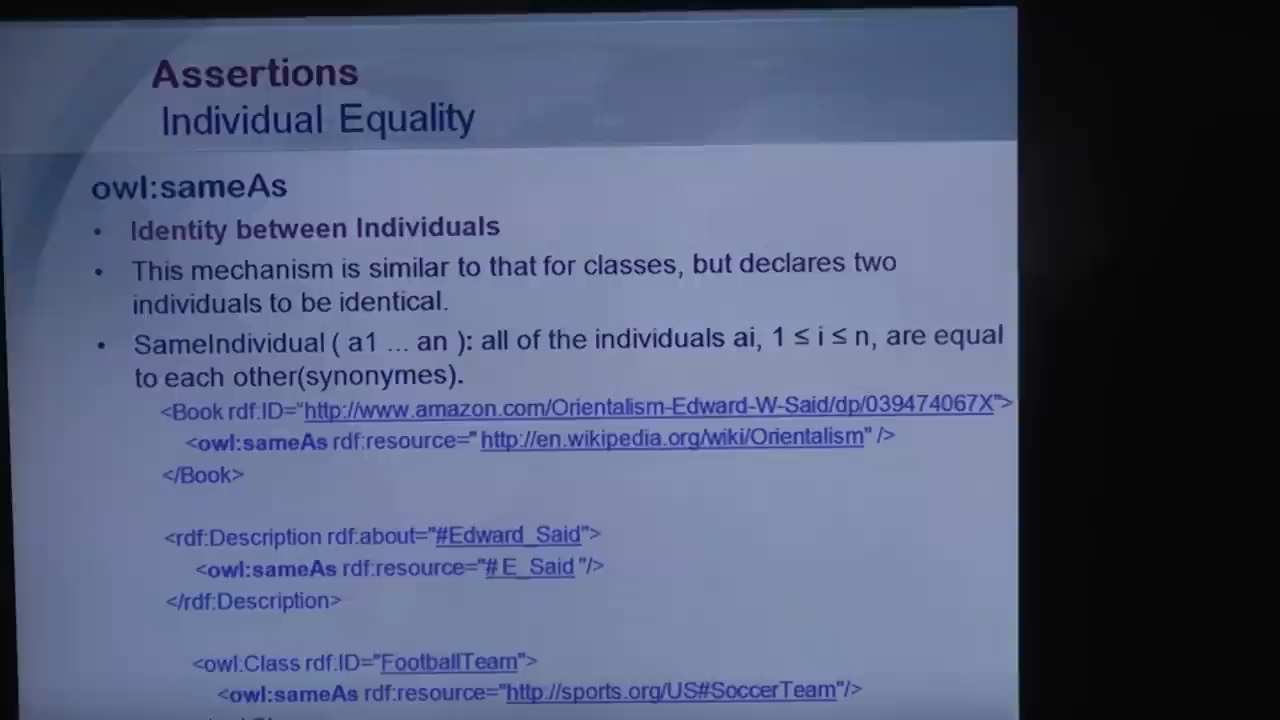 Assertions
Individual Equality
owl:sameAs
• Identity between Individuals
• This mechanism is similar to that for classes, but declares two
individuals to be identical.
• SameIndividual ( a1 ... an ): all of the individuals ai, 1 ≤ i ≤ n, are equal
to each other(synonymes).
<Book rdf:ID="http://www.amazon.com/Orientalism-Edward-W-Said/dp/039474067X">
<owl:sameAs rdf:resource=" http://en.wikipedia.org/wiki/Orientalism" />
</Book>
<rdf:Description rdf:about="#Edward_Said">
<owl:sameAs rdf:resource="# E_Said "/>
</rdf:Description>
<owl:Class rdf:ID="FootballTeam">
<owl:sameAs rdf:resource="http://sports.org/US#SoccerTeam"/>